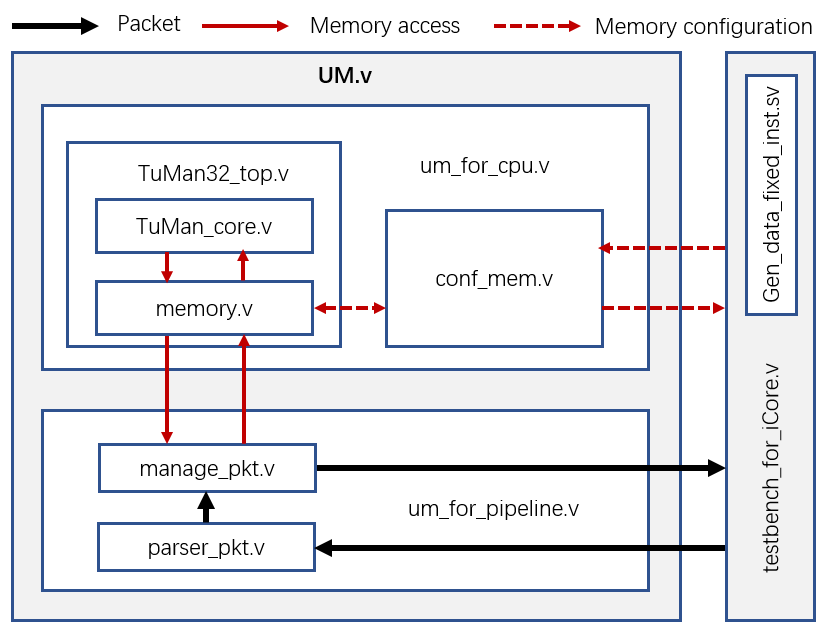 Packet
Memory access
Memory configuration
UM.v
um_for_cpu.v
TuMan32_top.v
TuMan_core.v
memory.v
conf_mem.v
manage_pkt.v
um_for_pipeline.v
parser_pkt.v
Gen_data_fixed_inst.sv
testbench_for_iCore.v